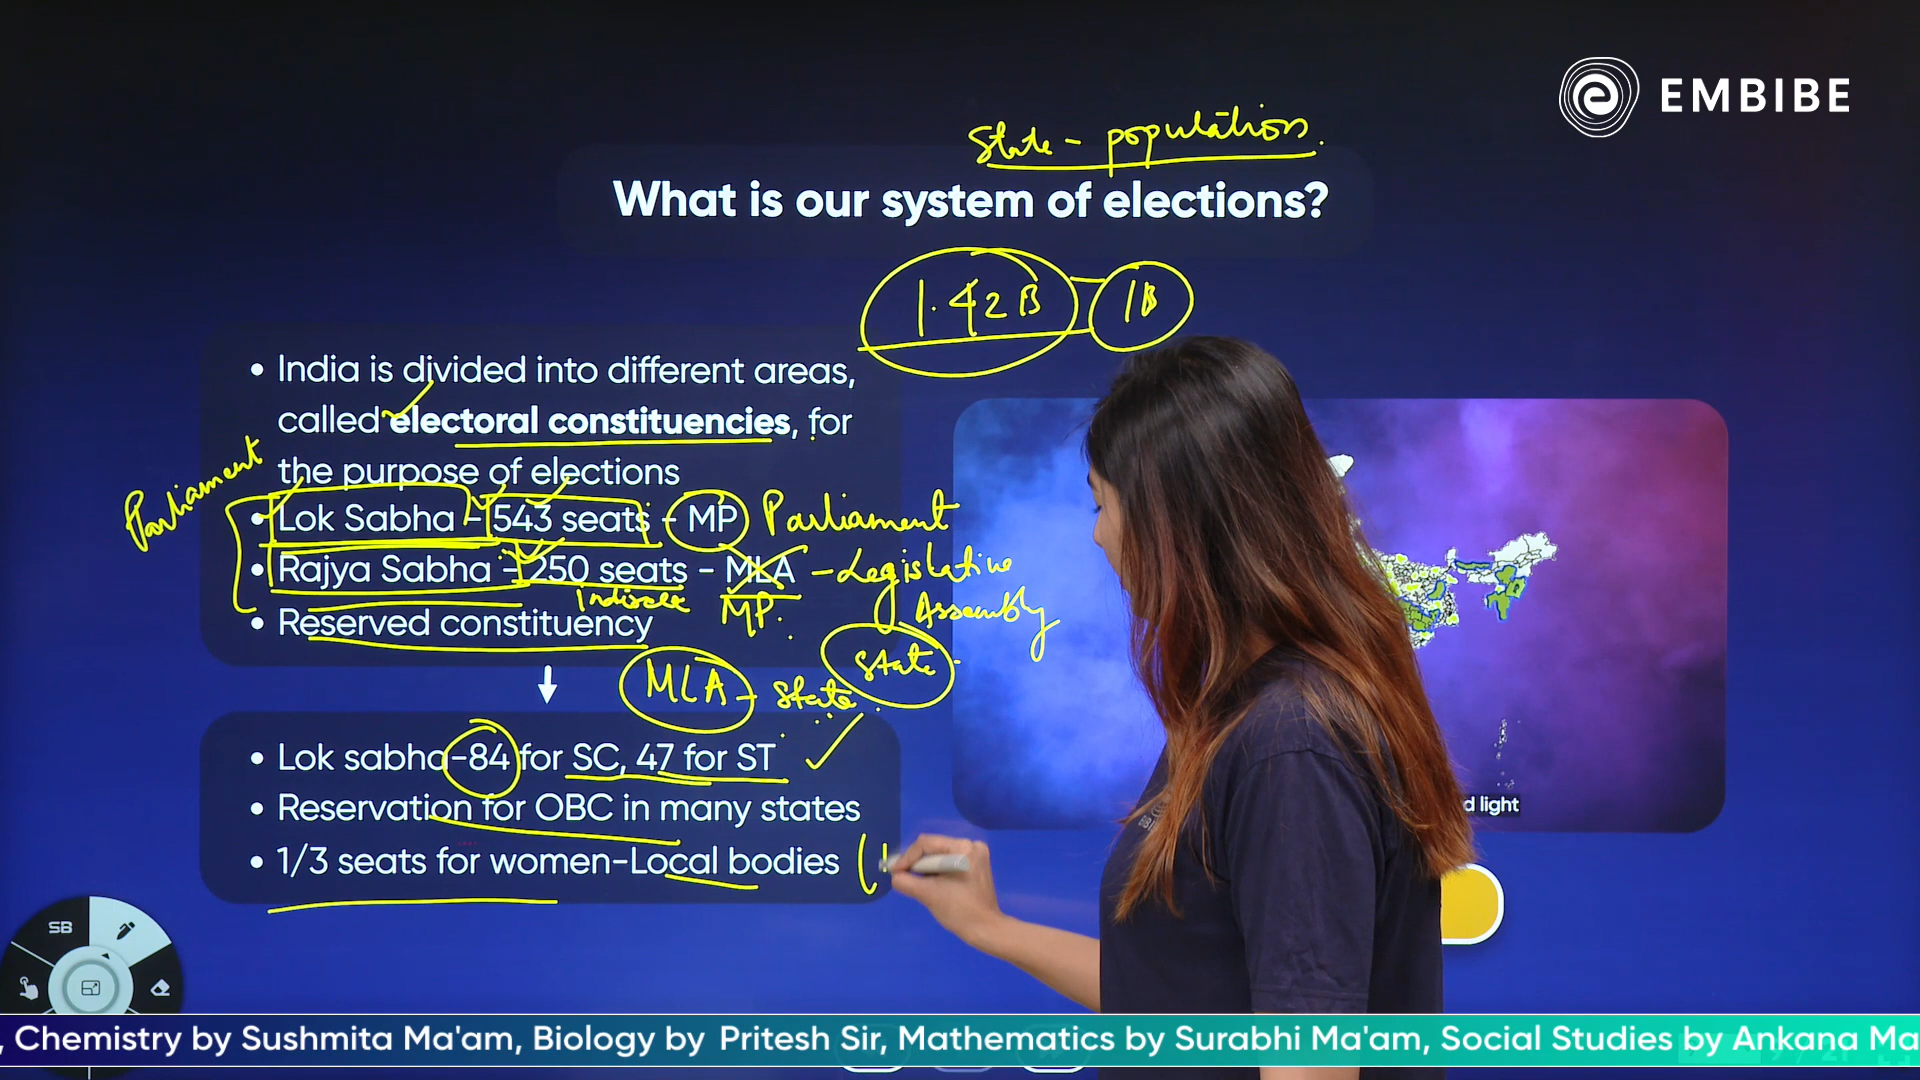 EMBIBE
State - population.
What is our system of elections?
1.42B
1B
• India is divided into different areas,
called electoral constituencies, for
the purpose of elections
Parliament
• Lok Sabha - 543 seats - MP Parliament
• Rajya Sabha - 250 seats - MLA - Legislative
Indirect MP. Assembly
• Reserved constituency
State
MLA - State
• Lok sabha-84 for SC, 47 for ST
• Reservation for OBC in many states
• 1/3 seats for women-Local bodies (
d light
SB
, Chemistry by Sushmita Ma'am, Biology by Pritesh Sir, Mathematics by Surabhi Ma'am, Social Studies by Ankana Ma